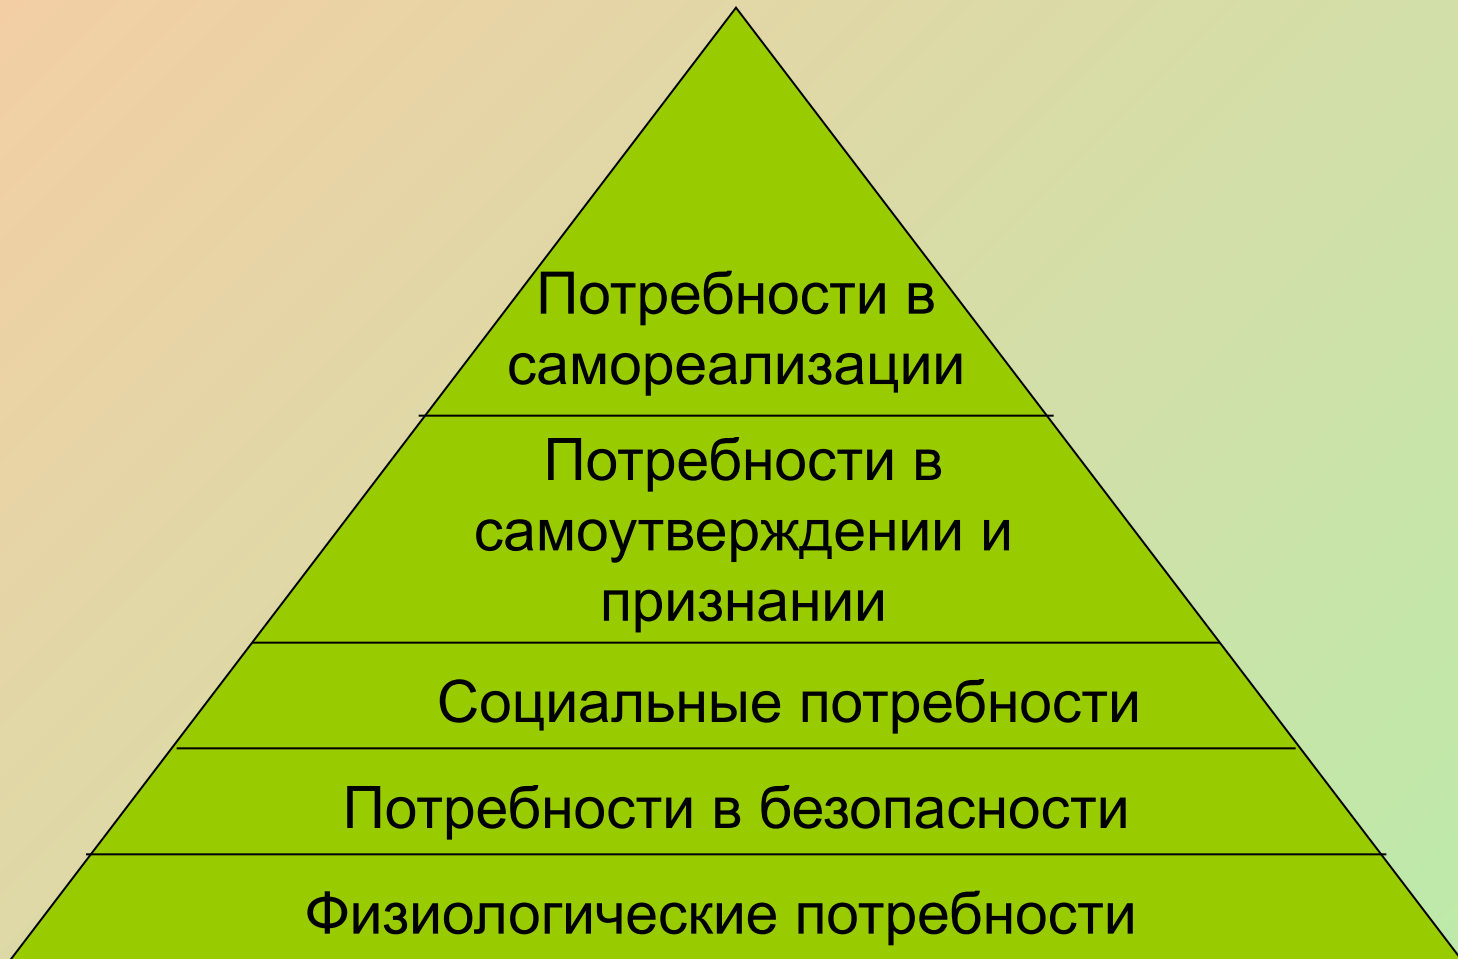 Потребности в
самореализации
Потребности в
самоутверждении и
признании
Социальные потребности
Потребности в безопасности
Физиологические потребности